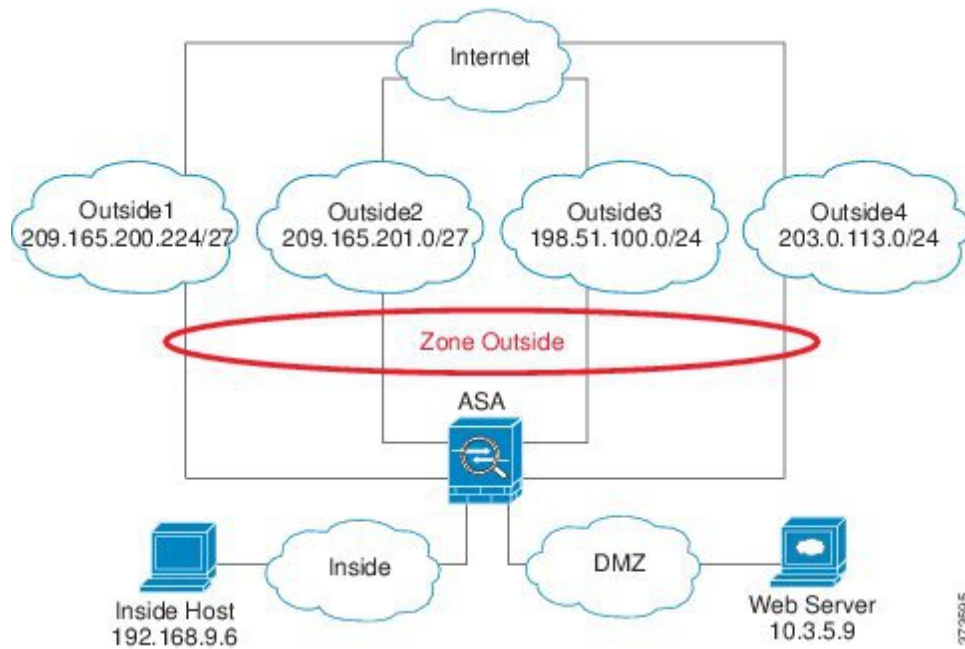 Internet
Outside1
209.165.200.224/27
Outside2
209.165.201.0/27
Outside3
198.51.100.0/24
Outside4
203.0.113.0/24
Zone Outside
ASA
Inside
DMZ
Inside Host
192.168.9.6
Web Server
10.3.5.9
373595